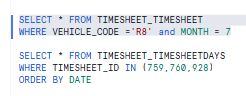 SELECT * FROM TIMESHEET_TIMESHEET
WHERE VEHICLE_CODE ='R8' and MONTH = 7
SELECT * FROM TIMESHEET_TIMESHEETDAYS
WHERE TIMESHEET_ID IN (759,760,928)
ORDER BY DATE